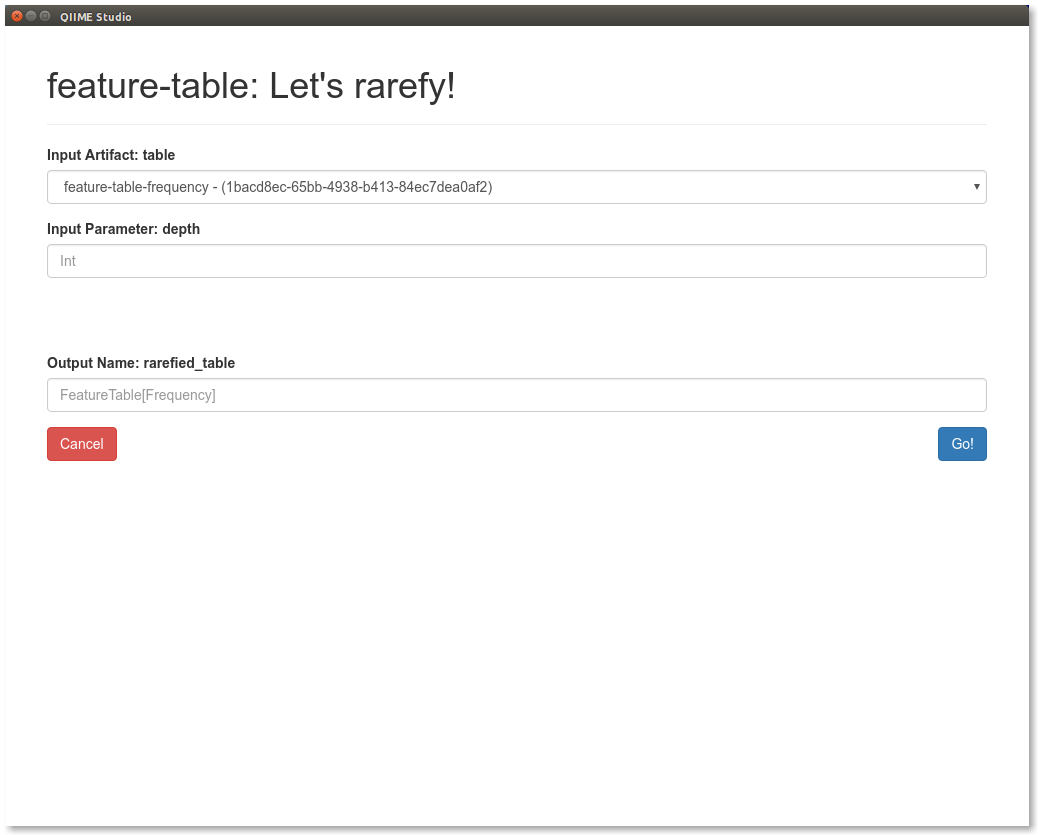 QIIME Studio
feature-table: Let's rarefy!
Input Artifact: table
feature-table-frequency - (1bacd8ec-65bb-4938-b413-84ec7dea0af2)
Input Parameter: depth
Int
Output Name: rarefied_table
FeatureTable[Frequency]
Cancel
Go!